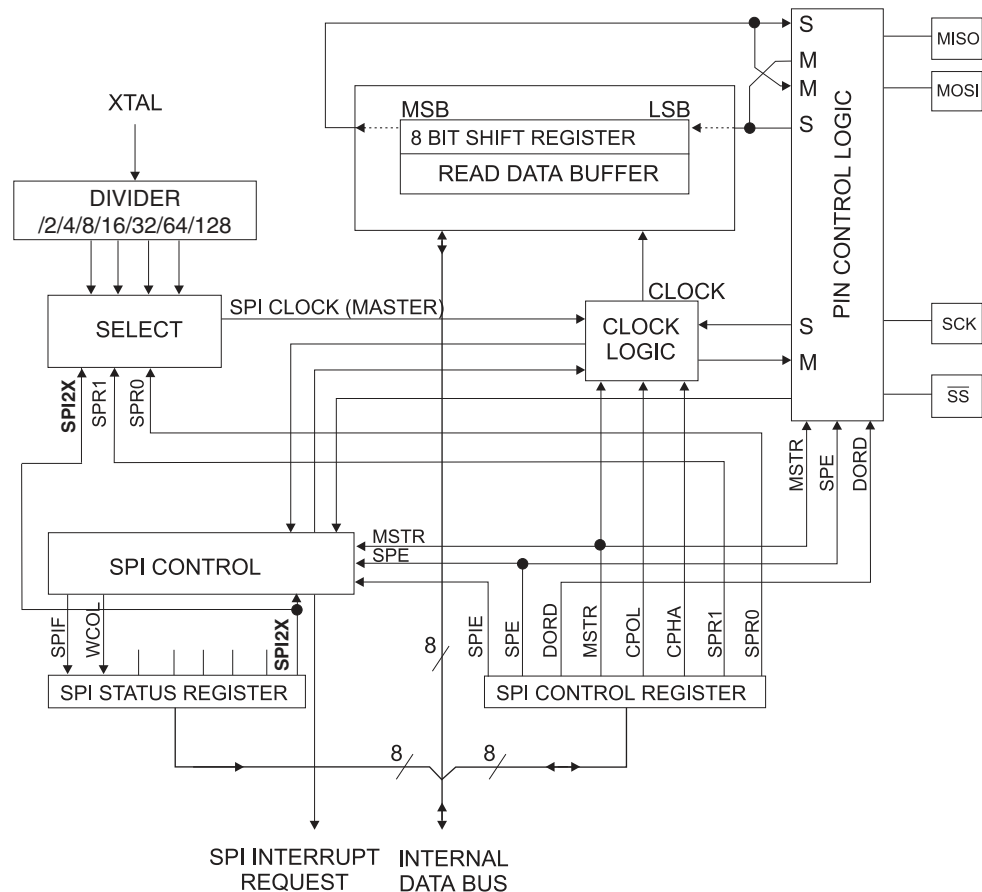 S
MISO
M
M
MOSI
XTAL
MSB
LSB
S
8 BIT SHIFT REGISTER
READ DATA BUFFER
DIVIDER
/2/4/8/16/32/64/128
PIN CONTROL LOGIC
SPI CLOCK (MASTER)
CLOCK
SELECT
CLOCK
LOGIC
S
SCK
M
SPI2X
SPR1
SPR0
SS
MSTR
SPE
DORD
MSTR
SPE
SPI CONTROL
SPIF
WCOL
SPI2X
8
SPIE
SPE
DORD
MSTR
CPOL
CPHA
SPR1
SPR0
SPI STATUS REGISTER
SPI CONTROL REGISTER
8
8
SPI INTERRUPT
REQUEST
INTERNAL
DATA BUS